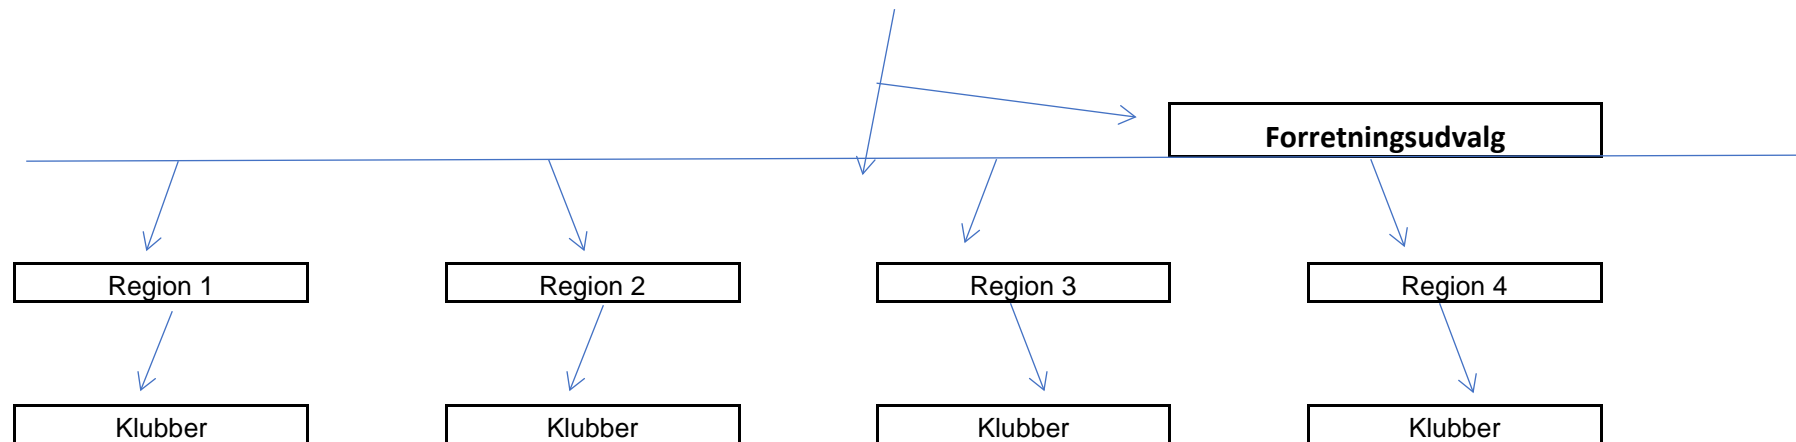 Forretningsudvalg
Region 1
Region 2
Region 3
Region 4
Klubber
Klubber
Klubber
Klubber